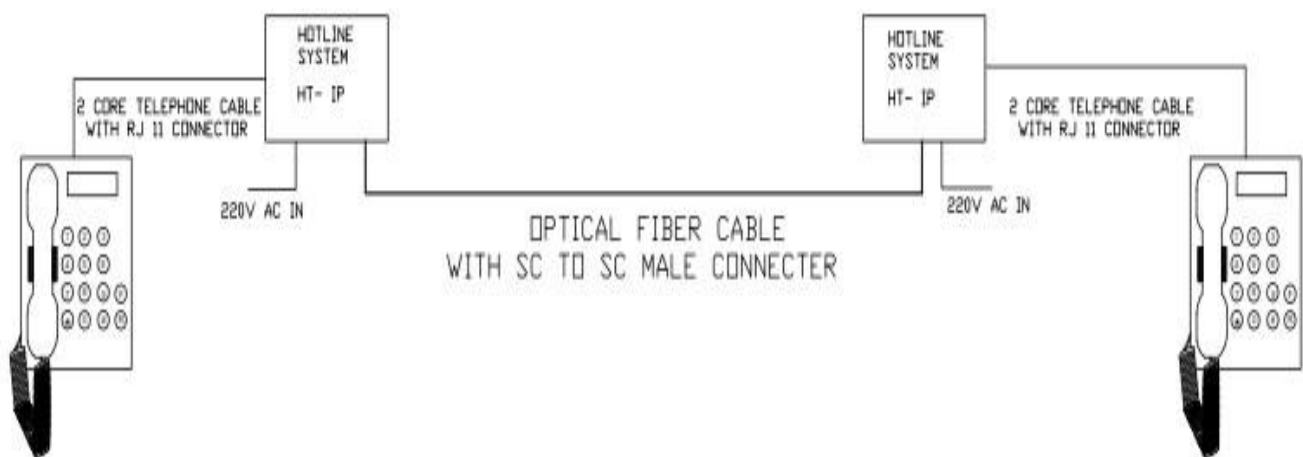 HOTLINE
SYSTEM
HT- IP
2 CORE TELEPHONE CABLE
WITH RJ 11 CONNECTOR
220V AC IN
OPTICAL FIBER CABLE
WITH SC TO SC MALE CONNECTER
HOTLINE
SYSTEM
HT- IP
2 CORE TELEPHONE CABLE
WITH RJ 11 CONNECTOR
220V AC IN